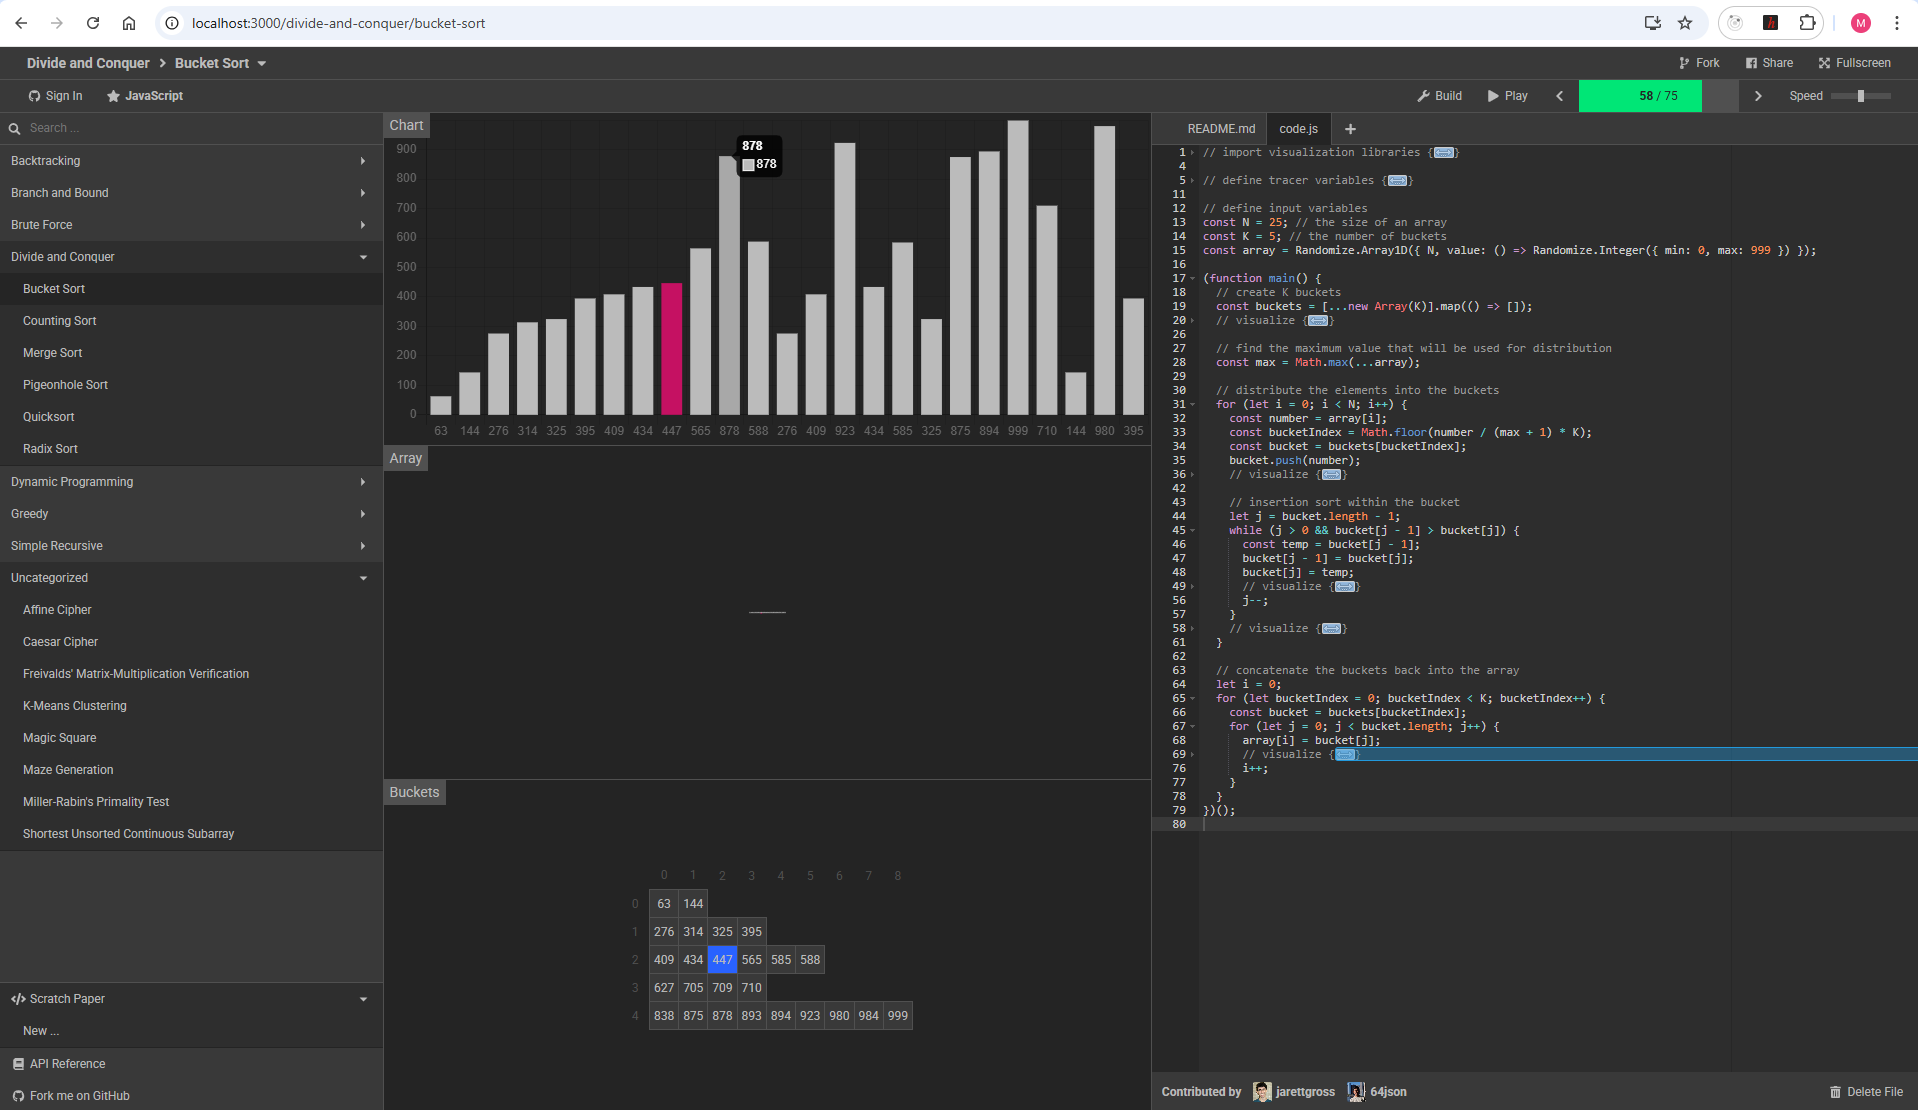 localhost:3000/divide-and-conquer/bucket-sort
M
Divide and Conquer > Bucket Sort
Fork Share Fullscreen
Sign In JavaScript
Build Play 58 / 75 Speed
Search ...
Backtracking
Branch and Bound
Brute Force
Divide and Conquer
Bucket Sort
Counting Sort
Merge Sort
Pigeonhole Sort
Quicksort
Radix Sort
Dynamic Programming
Greedy
Simple Recursive
Uncategorized
Affine Cipher
Caesar Cipher
Freivalds' Matrix-Multiplication Verification
K-Means Clustering
Magic Square
Maze Generation
Miller-Rabin's Primality Test
Shortest Unsorted Continuous Subarray
Scratch Paper
New ...
API Reference
Fork me on GitHub
Chart
878
878
900
800
700
600
500
400
300
200
100
0
63 144 276 314 325 395 409 434 447 565 878 588 276 409 923 434 585 325 875 894 999 710 144 980 395
Array
Buckets
0 1 2 3 4 5 6 7 8
0 63 144
1 276 314 325 395
2 409 434 447 565 585 588
3 627 705 709 710
4 838 875 878 893 894 923 980 984 999
README.md code.js +
1 // import visualization libraries {
4
5 // define tracer variables {
11
12 // define input variables
13 const N = 25; // the size of an array
14 const K = 5; // the number of buckets
15 const array = Randomize.Array1D({ N, value: () => Randomize.Integer({ min: 0, max: 999 }) });
16
17 (function main() {
18 // create K buckets
19 const buckets = [...new Array(K)].map(() => []);
20 // visualize {
26
27 // find the maximum value that will be used for distribution
28 const max = Math.max(...array);
29
30 // distribute the elements into the buckets
31 for (let i = 0; i < N; i++) {
32 const number = array[i];
33 const bucketIndex = Math.floor(number / (max + 1) * K);
34 const bucket = buckets[bucketIndex];
35 bucket.push(number);
36 // visualize {
42
43 // insertion sort within the bucket
44 let j = bucket.length - 1;
45 while (j > 0 && bucket[j - 1] > bucket[j]) {
46 const temp = bucket[j - 1];
47 bucket[j - 1] = bucket[j];
48 bucket[j] = temp;
49 // visualize {
56 j--;
57 }
58 // visualize {
61 }
62
63 // concatenate the buckets back into the array
64 let i = 0;
65 for (let bucketIndex = 0; bucketIndex < K; bucketIndex++) {
66 const bucket = buckets[bucketIndex];
67 for (let j = 0; j < bucket.length; j++) {
68 array[i] = bucket[j];
69 // visualize {
76 i++;
77 }
78 }
79 })();
80
Contributed by jarettgross 64json Delete File